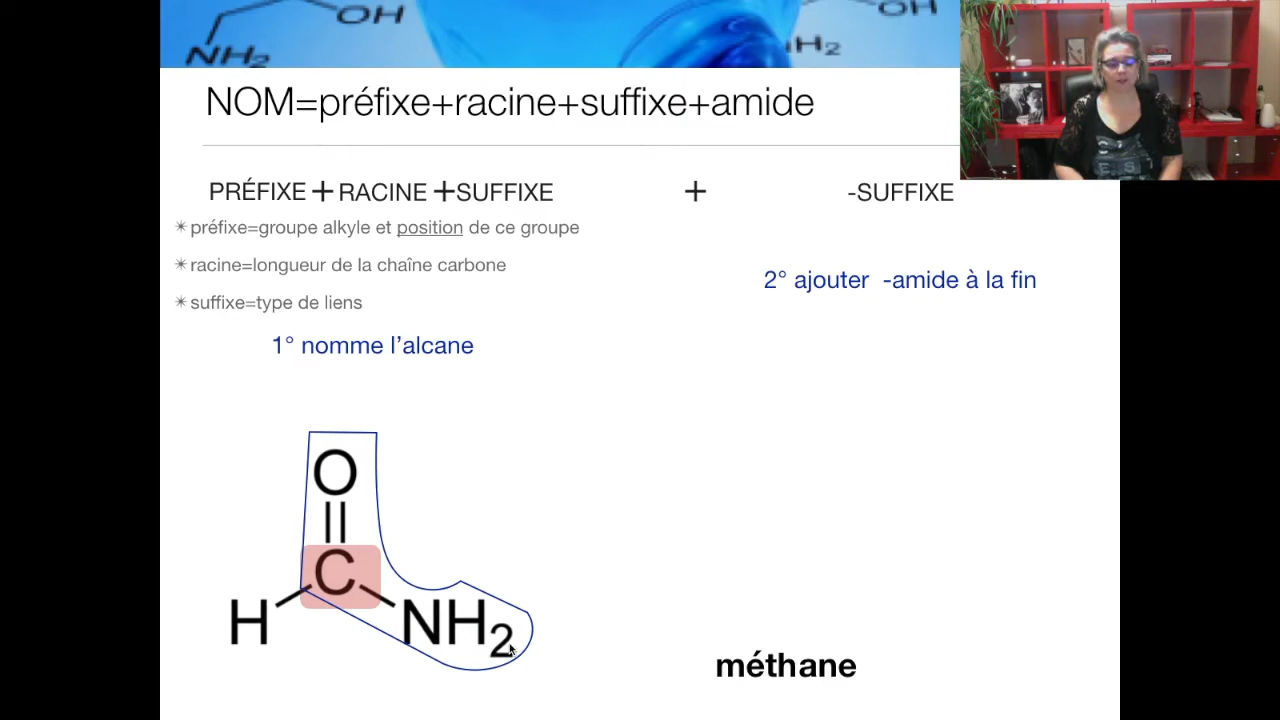 OH
OH
NH₂
H₂
NOM=préfixe+racine+suffixe+amide
PRÉFIXE + RACINE + SUFFIXE + -SUFFIXE
✴ préfixe=groupe alkyle et position de ce groupe
✴ racine=longueur de la chaîne carbone
2° ajouter -amide à la fin
✴ suffixe=type de liens
1° nomme l’alcane
O
C
H
NH₂
méthane